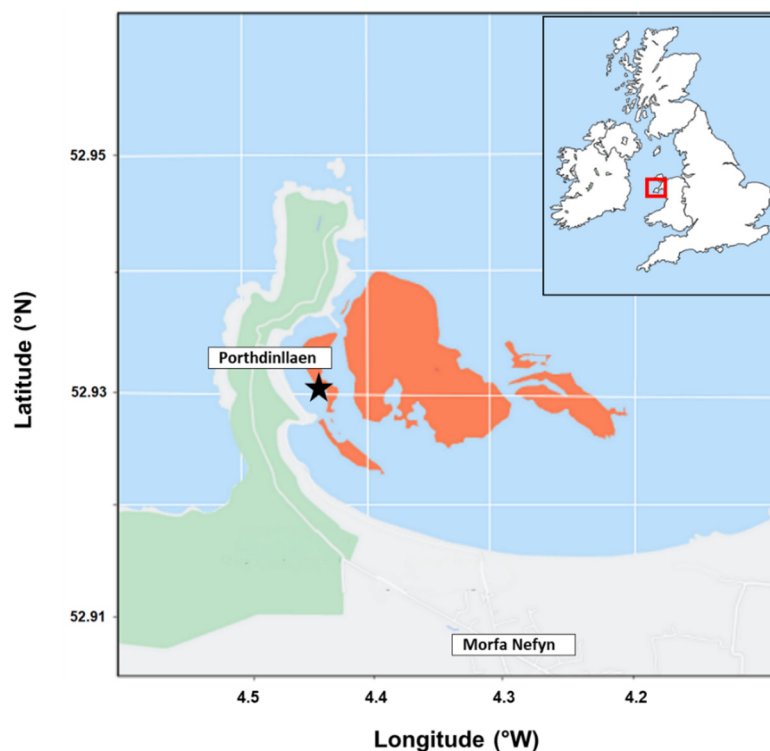 52.95
Porthdinllaen
52.93
Latitude (°N)
52.91
Morfa Nefyn
4.5 4.4 4.3 4.2
Longitude (°W)